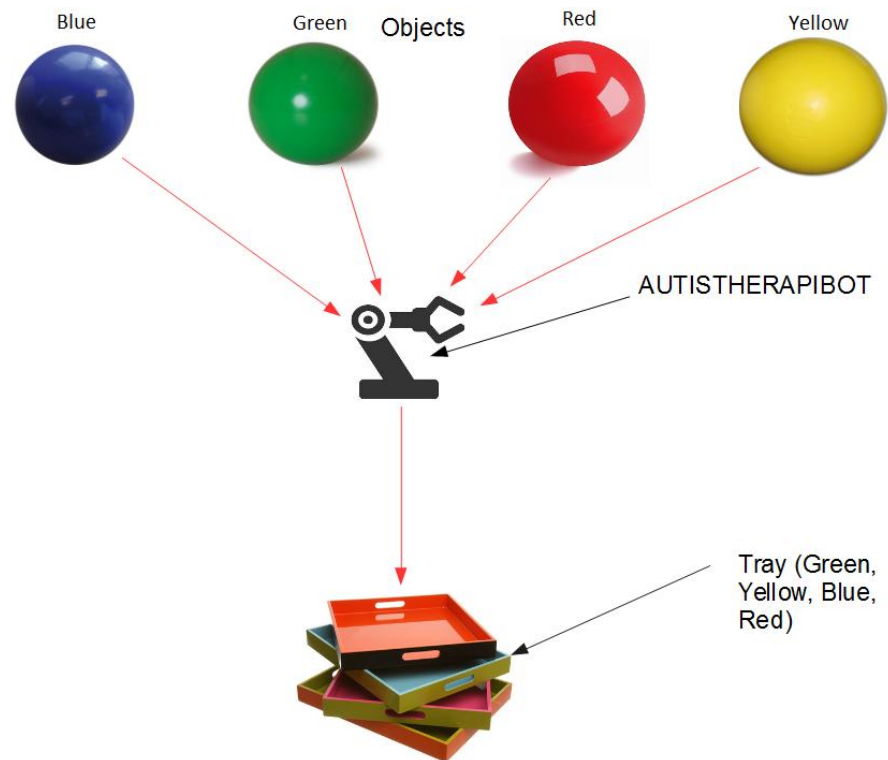 Blue
Green
Objects
Red
Yellow
AUTISTHERAPIBOT
Tray (Green,
Yellow, Blue,
Red)